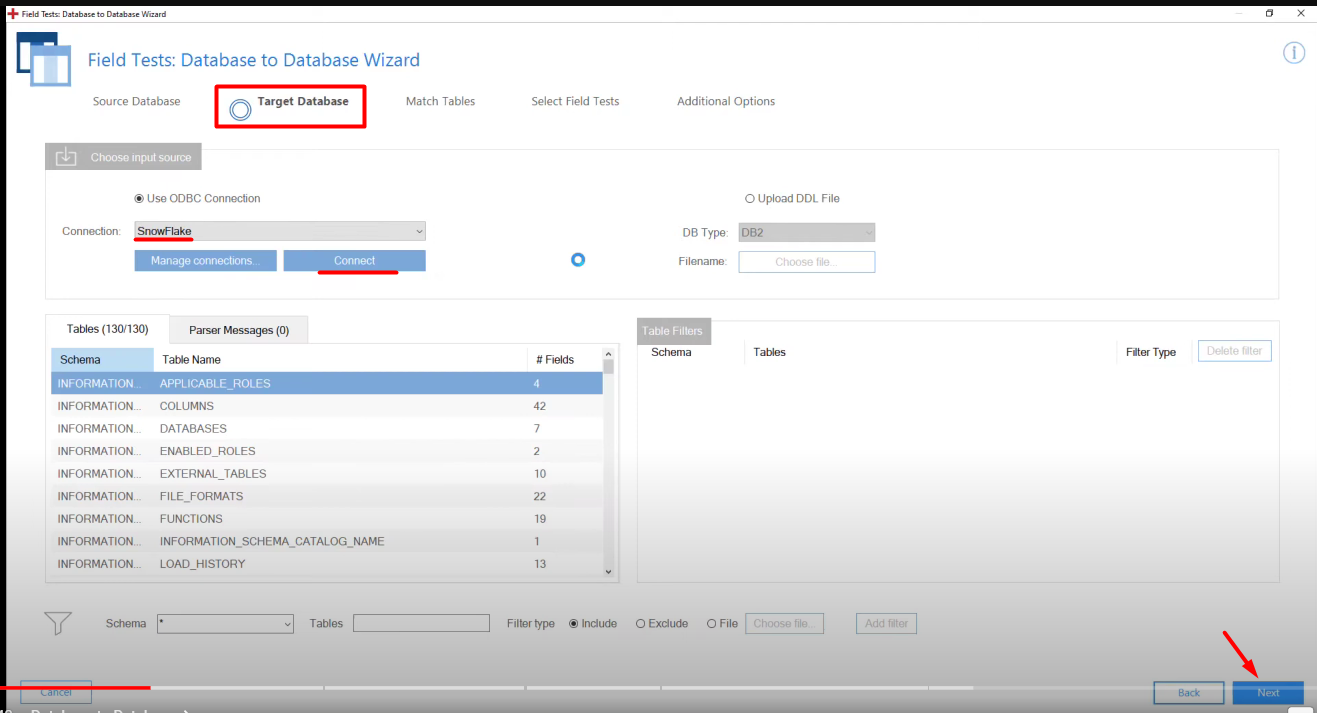 Field Tests: Database to Database Wizard
Field Tests: Database to Database Wizard
Source Database Target Database Match Tables Select Field Tests Additional Options
Choose input source
Use ODBC Connection Upload DDL File
Connection: SnowFlake DB Type: DB2
Manage connections... Connect Filename: Choose file...
Tables (130/130) Parser Messages (0) Table Filters
Schema Table Name # Fields Schema Tables Filter Type Delete filter
INFORMATION... APPLICABLE_ROLES 4
INFORMATION... COLUMNS 42
INFORMATION... DATABASES 7
INFORMATION... ENABLED_ROLES 2
INFORMATION... EXTERNAL_TABLES 10
INFORMATION... FILE_FORMATS 22
INFORMATION... FUNCTIONS 19
INFORMATION... INFORMATION_SCHEMA_CATALOG_NAME 1
INFORMATION... LOAD_HISTORY 13
Schema * Tables Filter type Include Exclude File Choose file... Add filter
Cancel Back Next